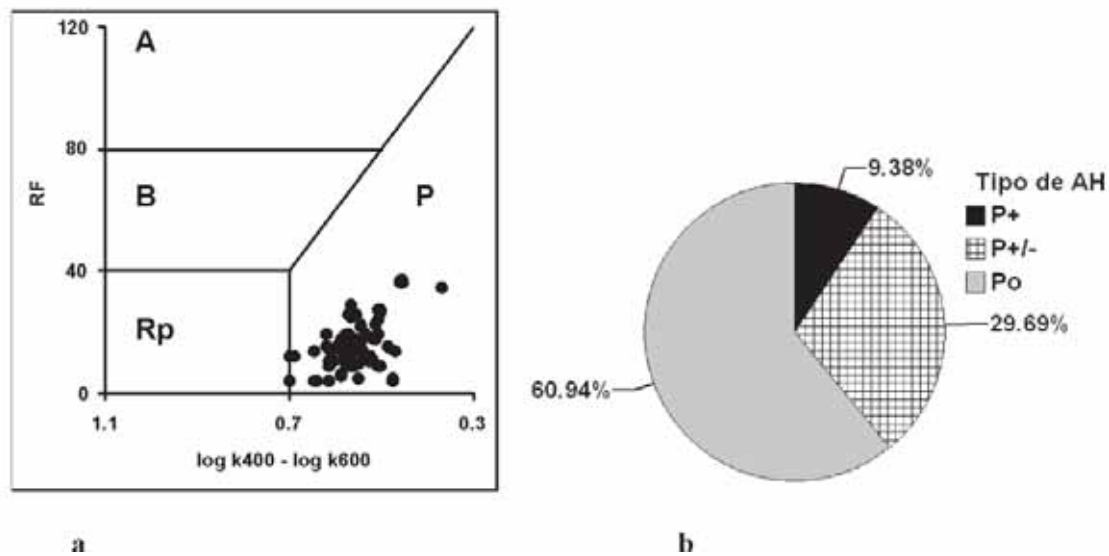 120
A
80
RF
B
P
40
Rp
0
1.1
0.7
0.3
log k400 - log k600
a
9.38%
Tipo de AH
P+
P+/-
Po
29.69%
60.94%
b